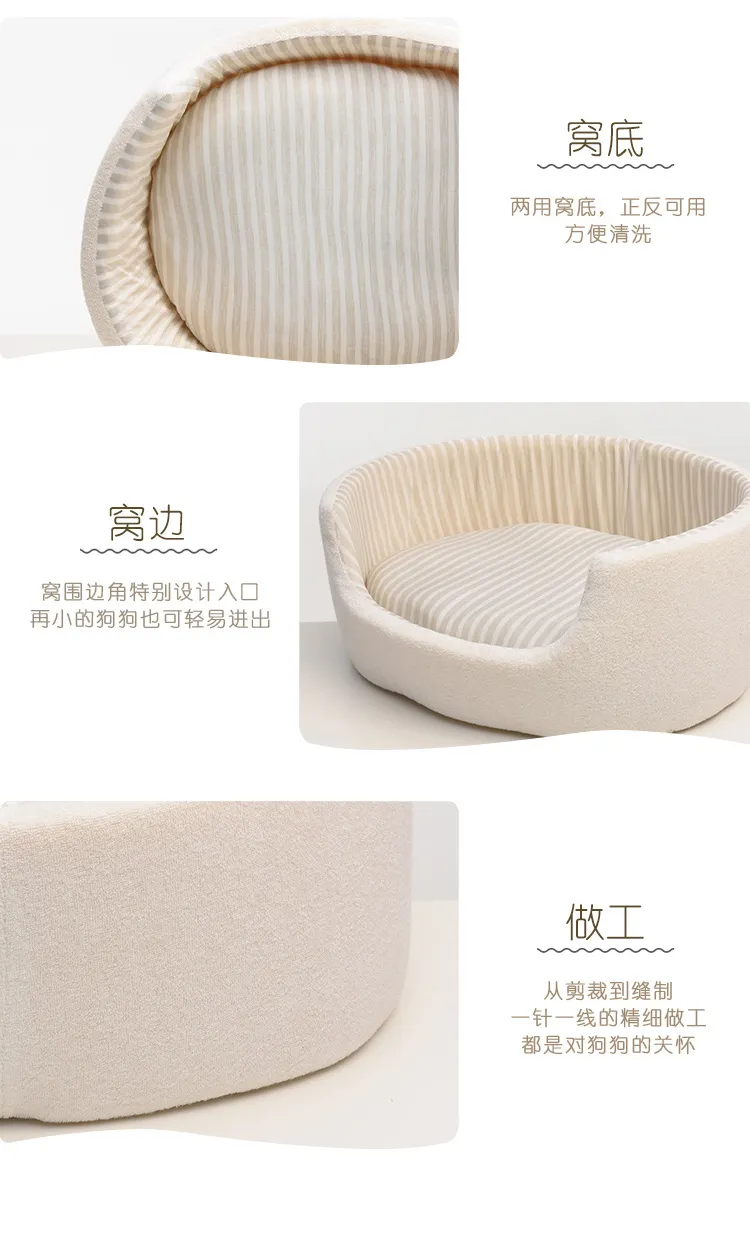 窝底
两用窝底，正反可用
方便清洗
窝边
窝围边角特别设计入口
再小的狗狗也可轻易进出
做工
从剪裁到缝制
一针一线的精细做工
都是对狗狗的关怀